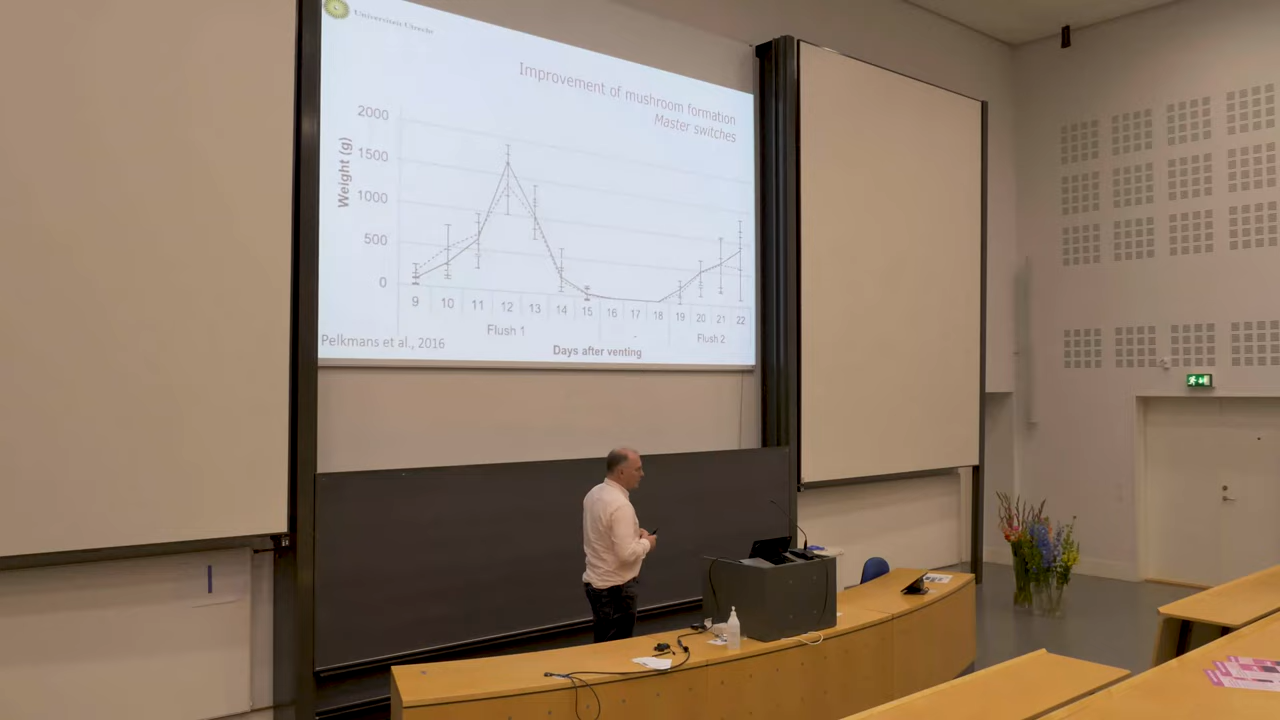 Universiteit Utrecht
Improvement of mushroom formation
Master switches
2000
1500
1000
500
0
Weight (g)
9 10 11 12 13 14 15 16 17 18 19 20 21 22
Flush 1 Flush 2
Pelkmans et al., 2016
Days after venting